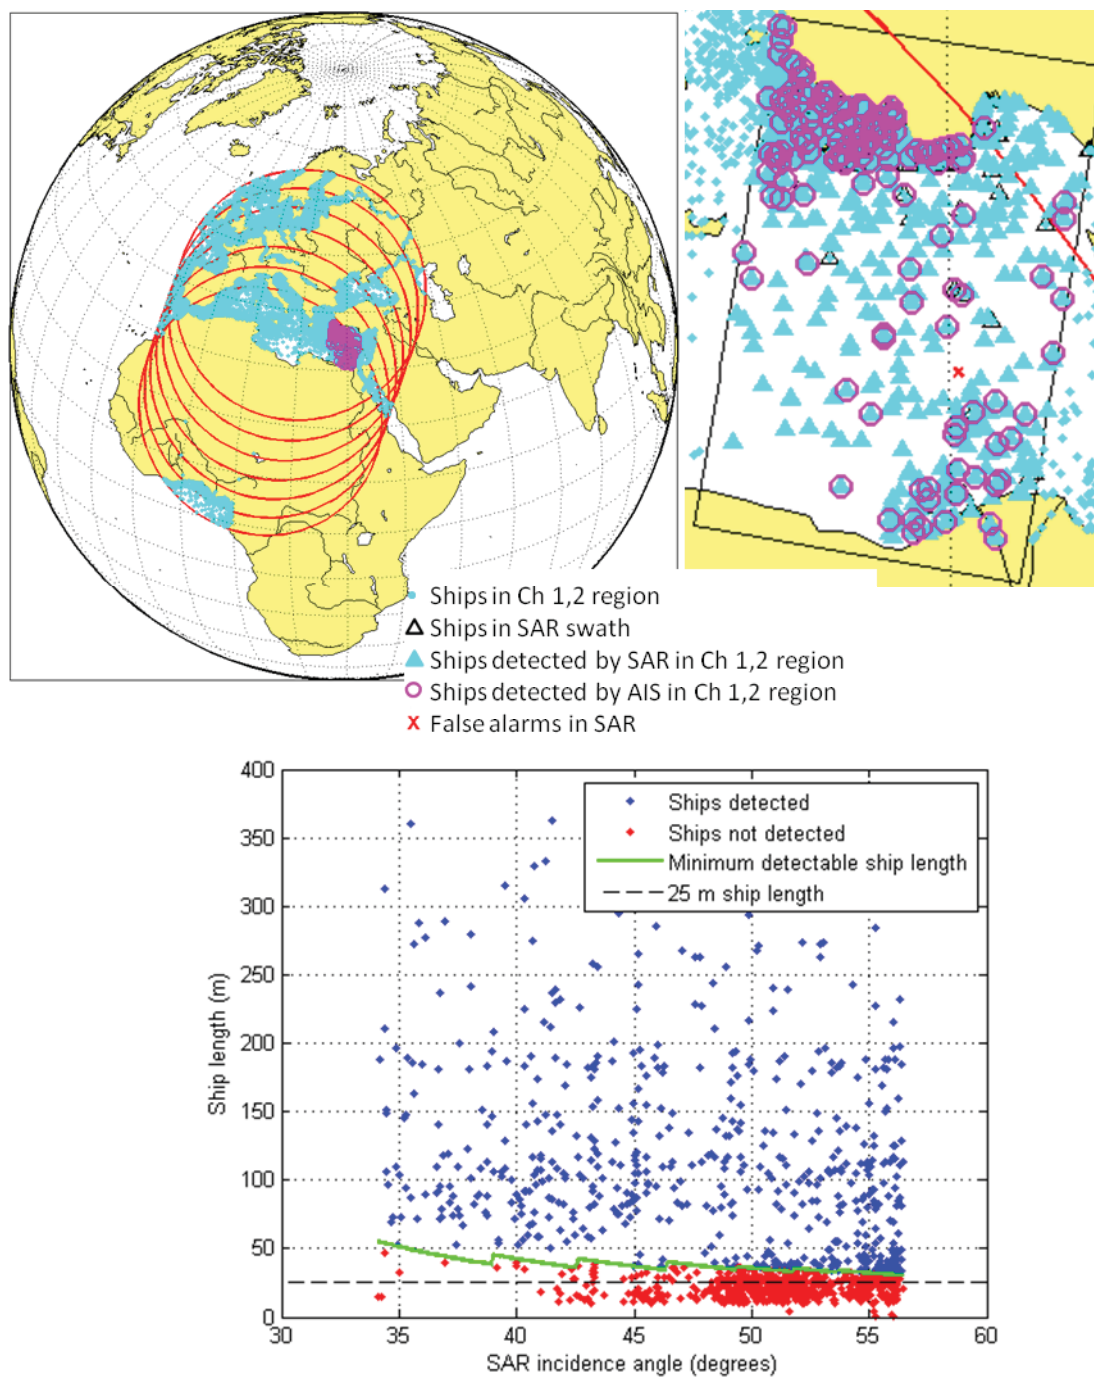 Ships in Ch 1,2 region
Ships in SAR swath
Ships detected by SAR in Ch 1,2 region
Ships detected by AIS in Ch 1,2 region
x False alarms in SAR
400
350
300
250
200
150
100
50
0
Ship length (m)
Ships detected
Ships not detected
Minimum detectable ship length
25 m ship length
30 35 40 45 50 55 60
SAR incidence angle (degrees)